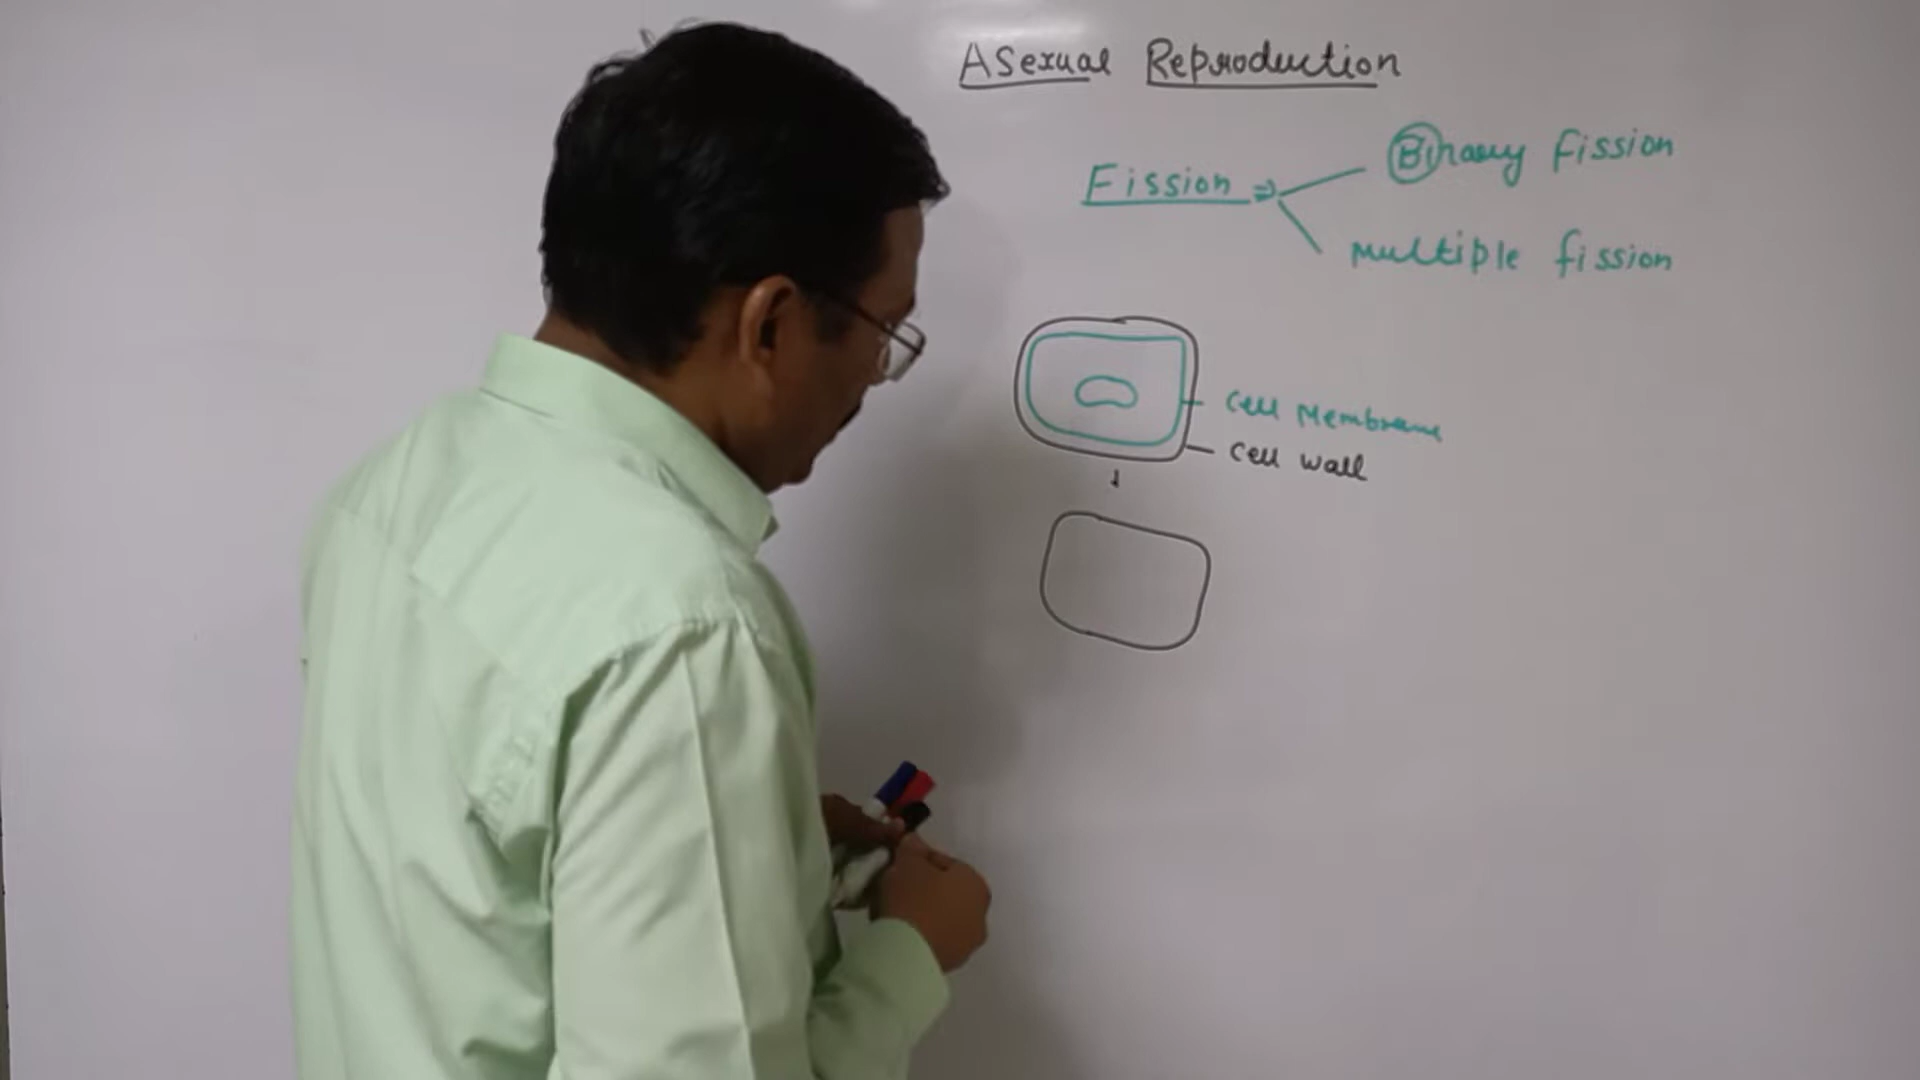 Asexual Reproduction
Fission ⇒
Binary fission
Multiple fission
Cell Membrane
Cell wall